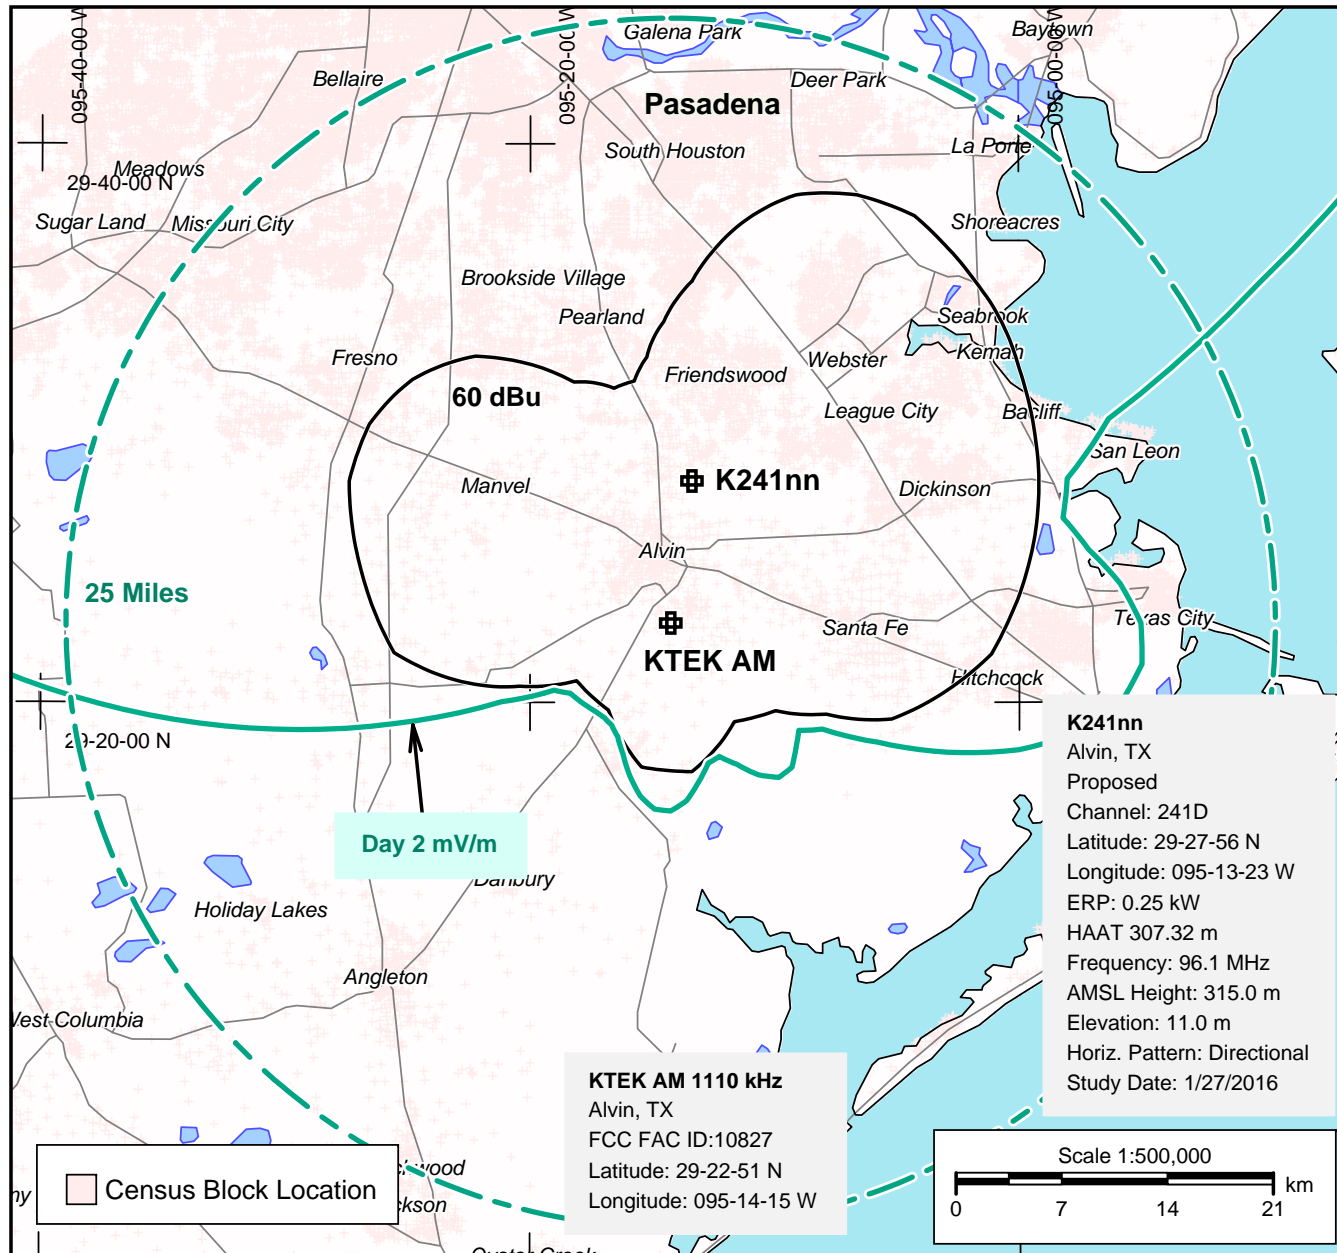 095-40-00 W
095-20-00 W
095-00-00 W
Galena Park
Baytown
Bellaire
Deer Park
Pasadena
South Houston
La Porte
Meadows
29-40-00 N
Sugar Land
Missouri City
Shoreacres
Brookside Village
Pearland
Seabrook
Fresno
Webster
Kemah
Friendswood
60 dBu
League City
Bacliff
San Leon
K241nn
Manvel
Dickinson
Alvin
25 Miles
Texas City
Santa Fe
KTEK AM
Hitchcock
29-20-00 N
K241nn
Alvin, TX
Proposed
Channel: 241D
Latitude: 29-27-56 N
Longitude: 095-13-23 W
ERP: 0.25 kW
HAAT 307.32 m
Frequency: 96.1 MHz
AMSL Height: 315.0 m
Elevation: 11.0 m
Horiz. Pattern: Directional
Study Date: 1/27/2016
Day 2 mV/m
Danbury
Holiday Lakes
Angleton
West Columbia
KTEK AM 1110 kHz
Alvin, TX
FCC FAC ID:10827
Latitude: 29-22-51 N
Longitude: 095-14-15 W
Census Block Location
Scale 1:500,000
km
0 7 14 21
Oyster Creek